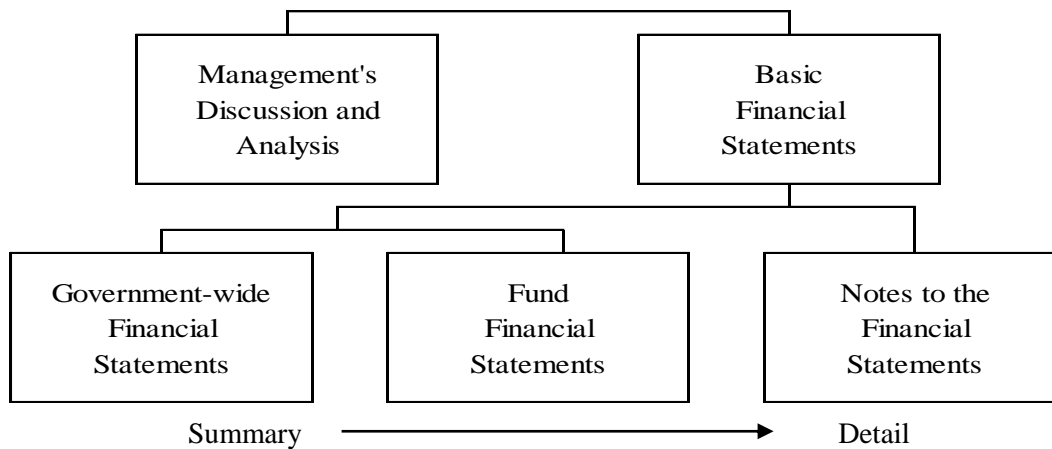 Management's
Discussion and
Analysis
Basic
Financial
Statements
Government-wide
Financial
Statements
Fund
Financial
Statements
Notes to the
Financial
Statements
Summary
Detail